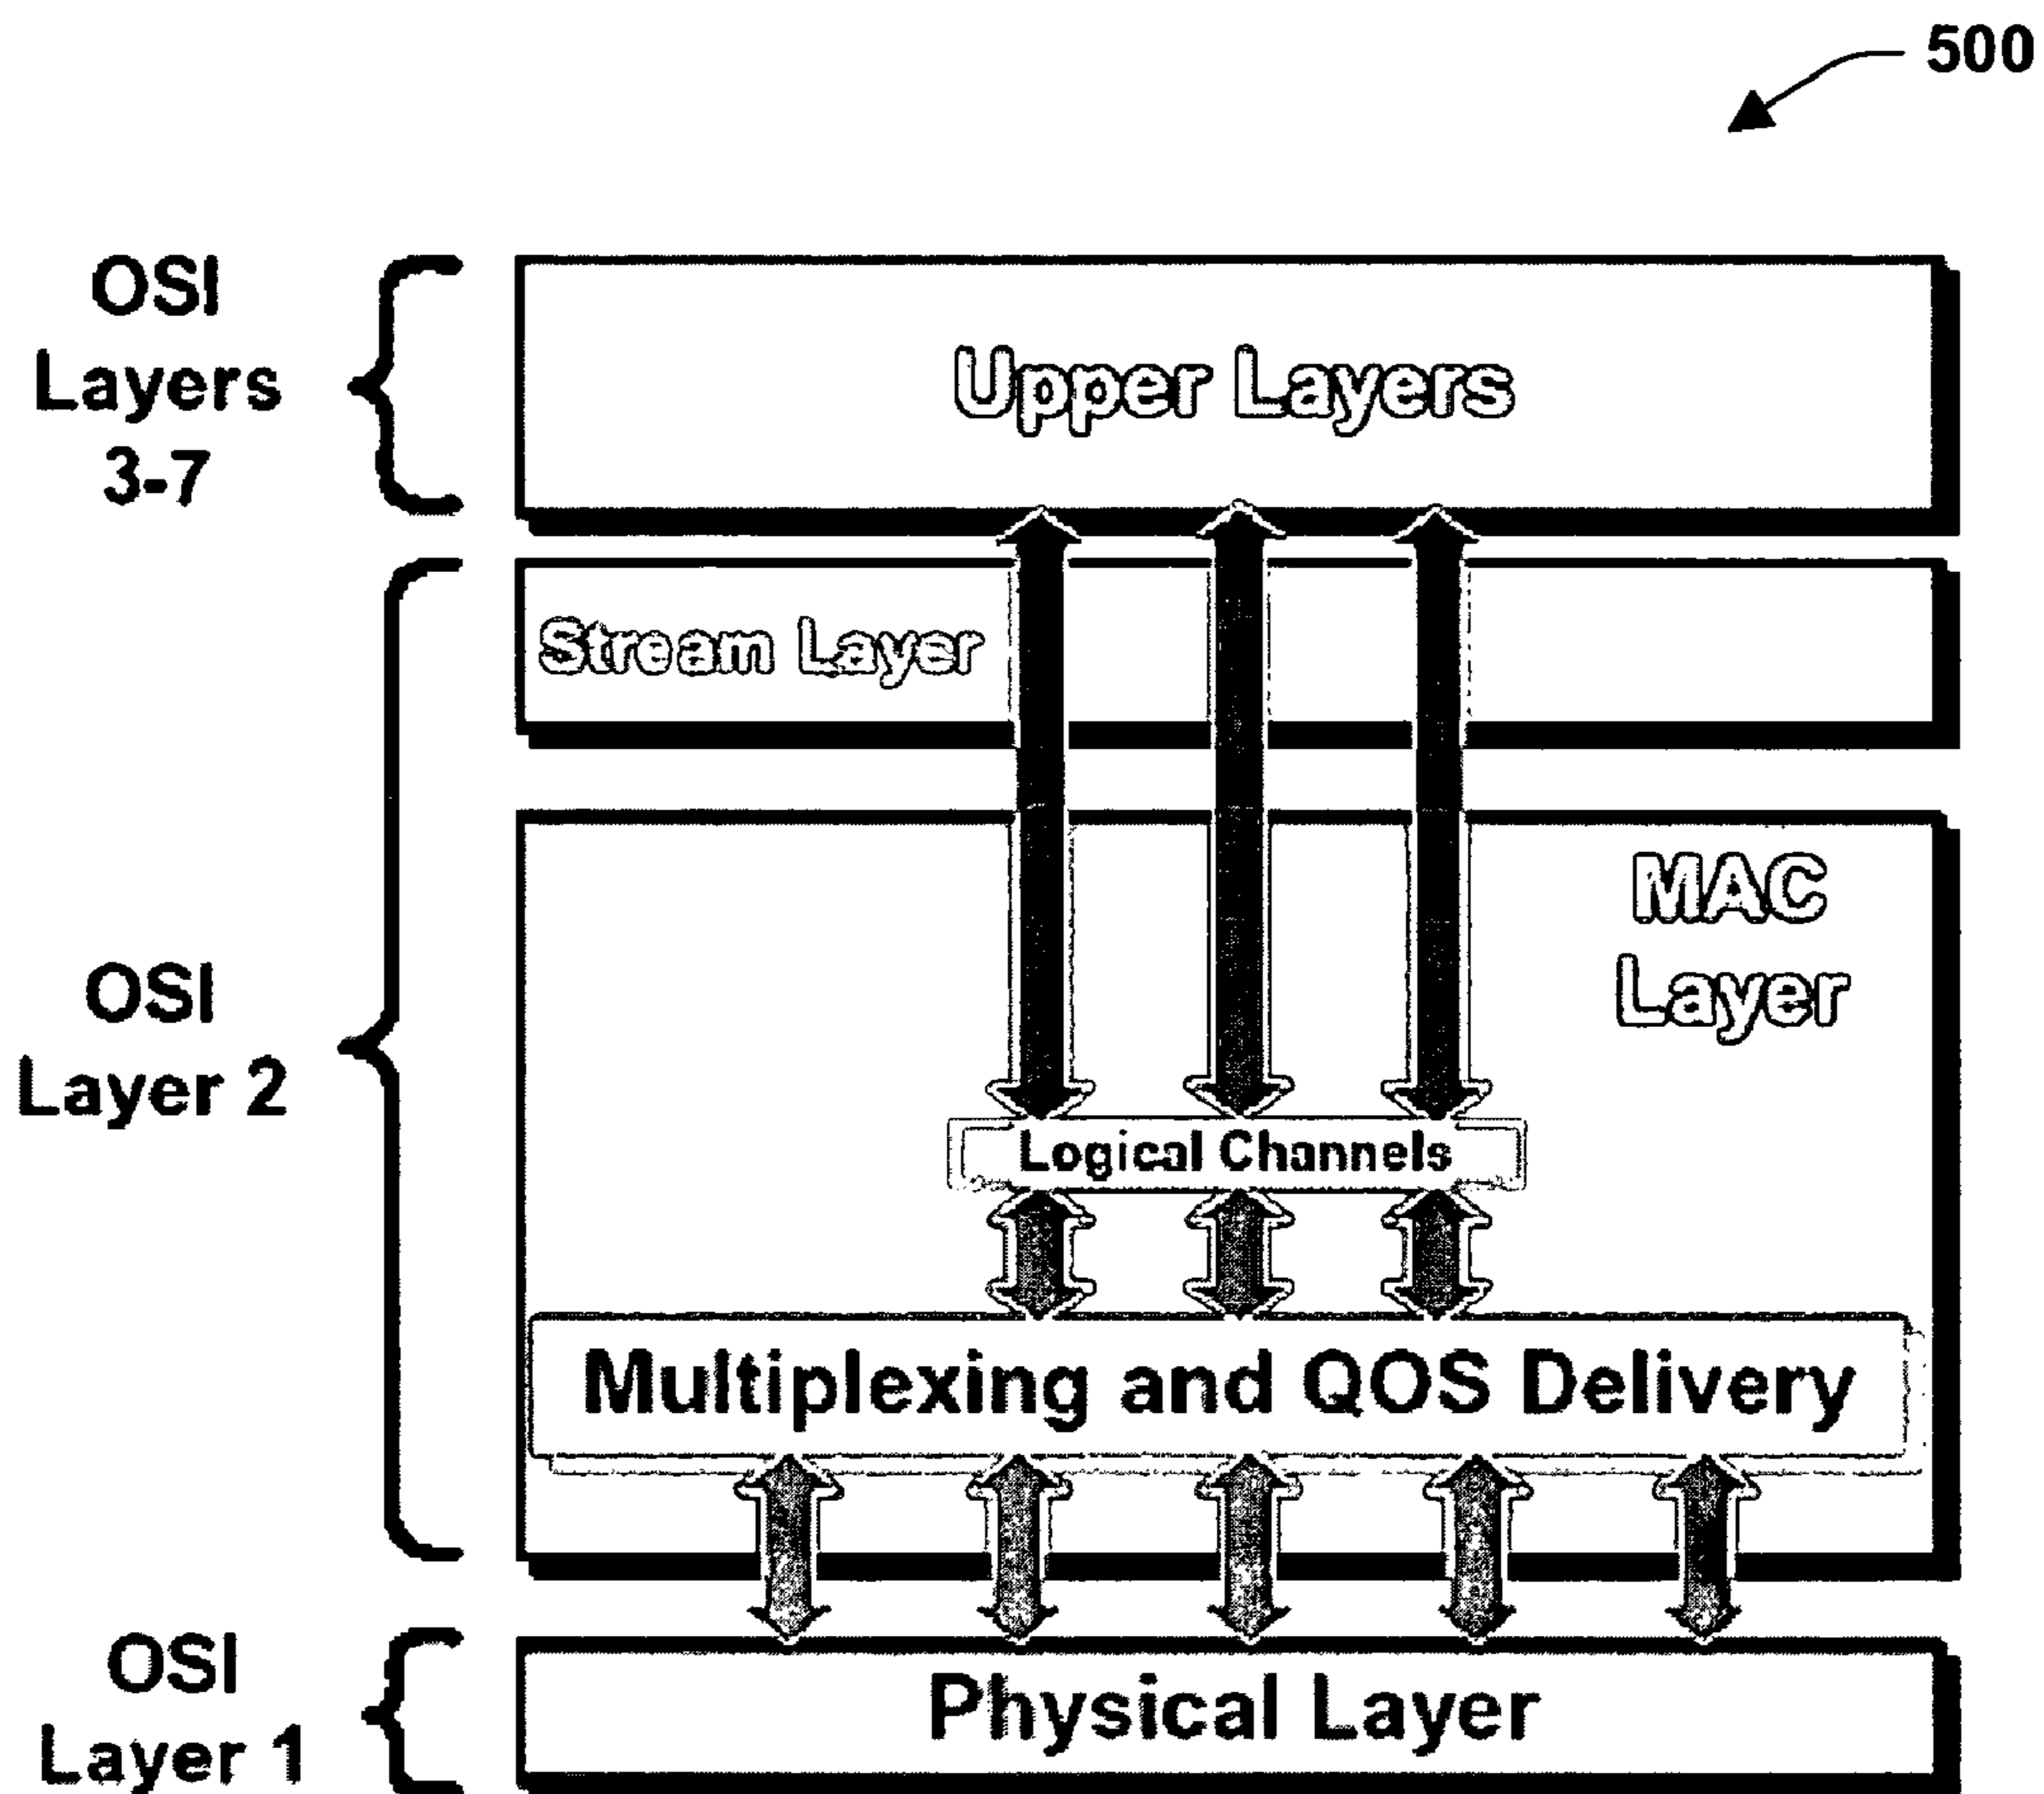 500
OSI
Layers
3-7
Upper Layers
Stream Layer
OSI
Layer 2
MAC
Layer
Logical Channels
Multiplexing and QOS Delivery
OSI
Layer 1
Physical Layer